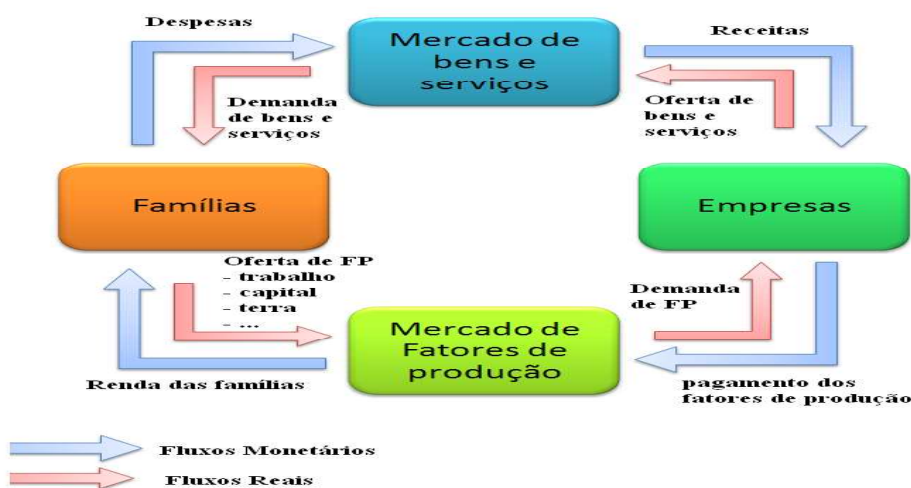 Despesas
Mercado de
bens e
serviços
Receitas
Demanda
de bens e
serviços
Oferta de
bens e
serviços
Famílias
Empresas
Oferta de FP
- trabalho
- capital
- terra
- ...
Demanda
de FP
Mercado de
Fatores de
produção
Renda das famílias
pagamento dos
fatores de produção
Fluxos Monetários
Fluxos Reais